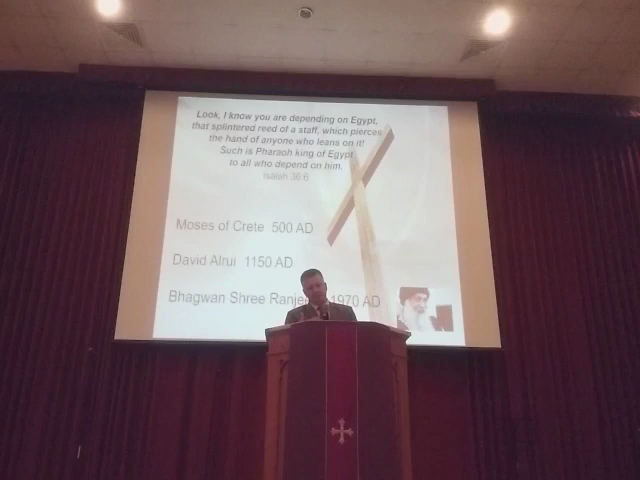 Look, I know you are depending on Egypt,
that splintered reed of a staff, which pierces
the hand of anyone who leans on it!
Such is Pharaoh king of Egypt
to all who depend on him.
Isaiah 36:6
Moses of Crete 500 AD
David Alrui 1150 AD
Bhagwan Shree 1970 AD